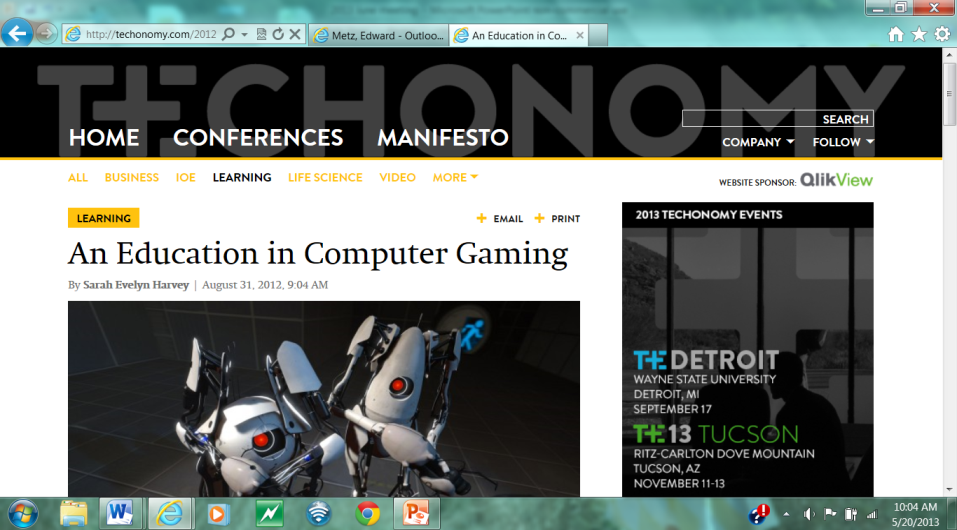 http://techonomy.com/2012
Metz, Edward - Outloo...
An Education in Co...
TECHONOMY
HOME CONFERENCES MANIFESTO
SEARCH
COMPANY FOLLOW
ALL BUSINESS IOE LEARNING LIFE SCIENCE VIDEO MORE
WEBSITE SPONSOR: QlikView
LEARNING
+ EMAIL + PRINT
An Education in Computer Gaming
By Sarah Evelyn Harvey | August 31, 2012, 9:04 AM
2013 TECHONOMY EVENTS
TE DETROIT
WAYNE STATE UNIVERSITY
DETROIT, MI
SEPTEMBER 17
TE 13 TUCSON
RITZ-CARLTON DOVE MOUNTAIN
TUCSON, AZ
NOVEMBER 11-13
10:04 AM
5/20/2013